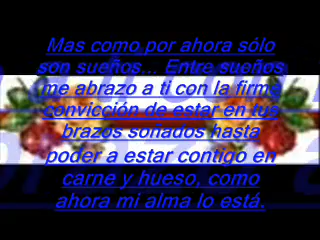 Mas como por ahora sólo
son sueños... Entre sueños
me abrazo a ti con la firme
convicción de estar en tus
brazos soñados hasta
poder a estar contigo en
carne y hueso, como
ahora mi alma lo está.